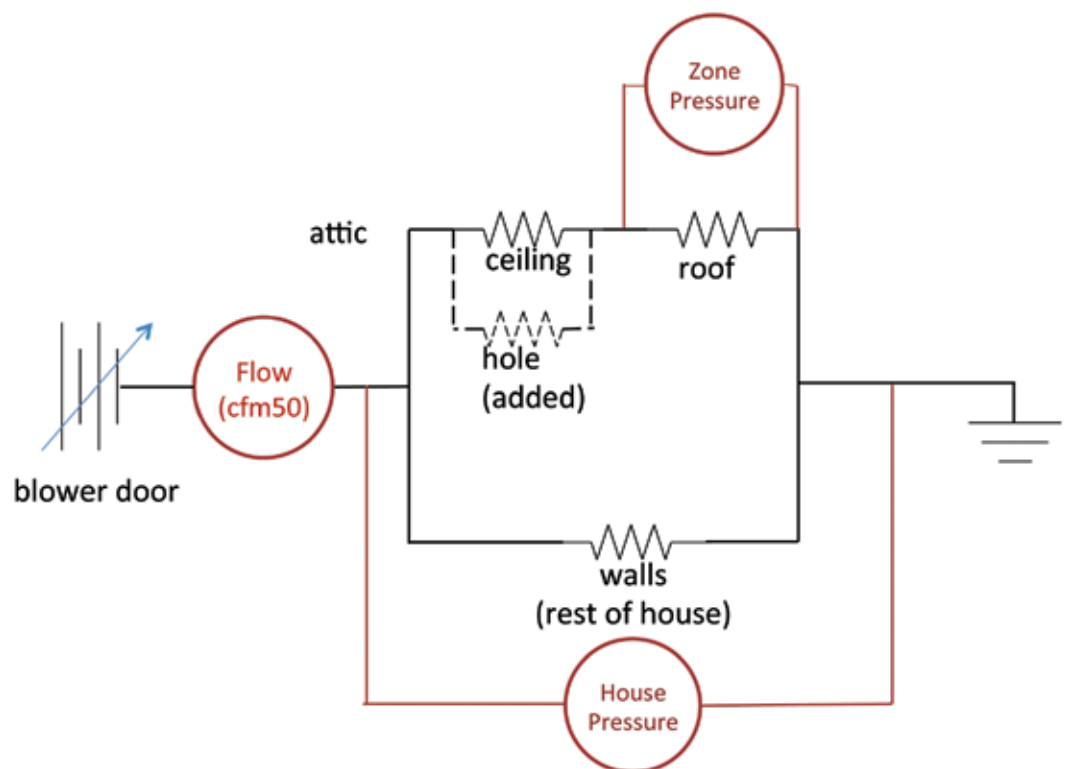 Zone
Pressure
attic
ceiling
roof
hole
(added)
Flow
(cfm50)
blower door
walls
(rest of house)
House
Pressure